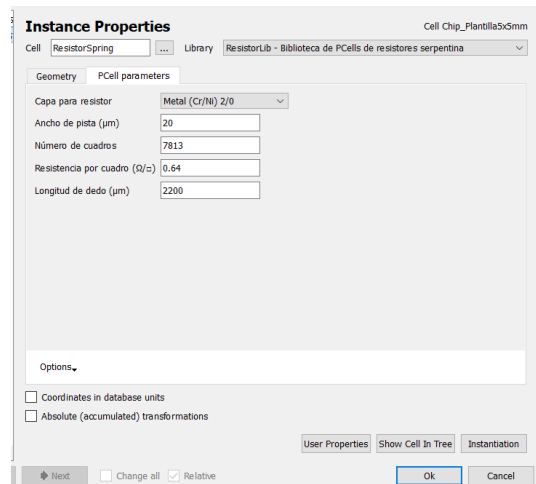 Instance Properties
Cell Chip_Plantilla5x5mm
Cell ResistorSpring ... Library ResistorLib - Biblioteca de PCells de resistores serpentina
Geometry PCell parameters
Capa para resistor Metal (Cr/Ni) 2/0
Ancho de pista (µm) 20
Número de cuadros 7813
Resistencia por cuadro (Ω/□) 0.64
Longitud de dedo (µm) 2200
Options
Coordinates in database units
Absolute (accumulated) transformations
User Properties Show Cell In Tree Instantiation
Next Change all Relative Ok Cancel